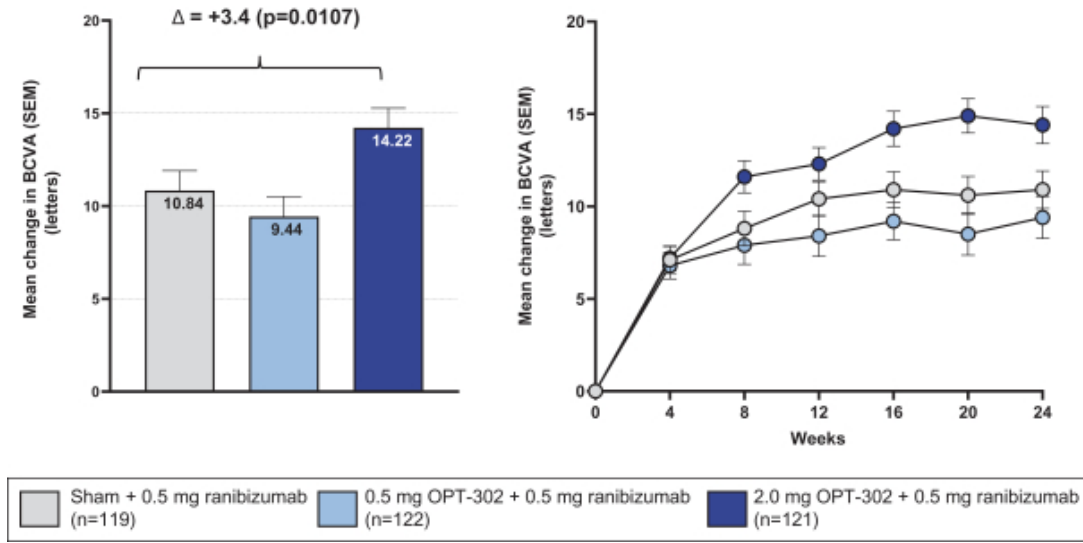 Δ = +3.4 (p=0.0107)
Mean change in BCVA (SEM)
(letters)
20
15
10
5
0
10.84
9.44
14.22
Mean change in BCVA (SEM)
(letters)
20
15
10
5
0
0 4 8 12 16 20 24
Weeks
Sham + 0.5 mg ranibizumab
(n=119)
0.5 mg OPT-302 + 0.5 mg ranibizumab
(n=122)
2.0 mg OPT-302 + 0.5 mg ranibizumab
(n=121)